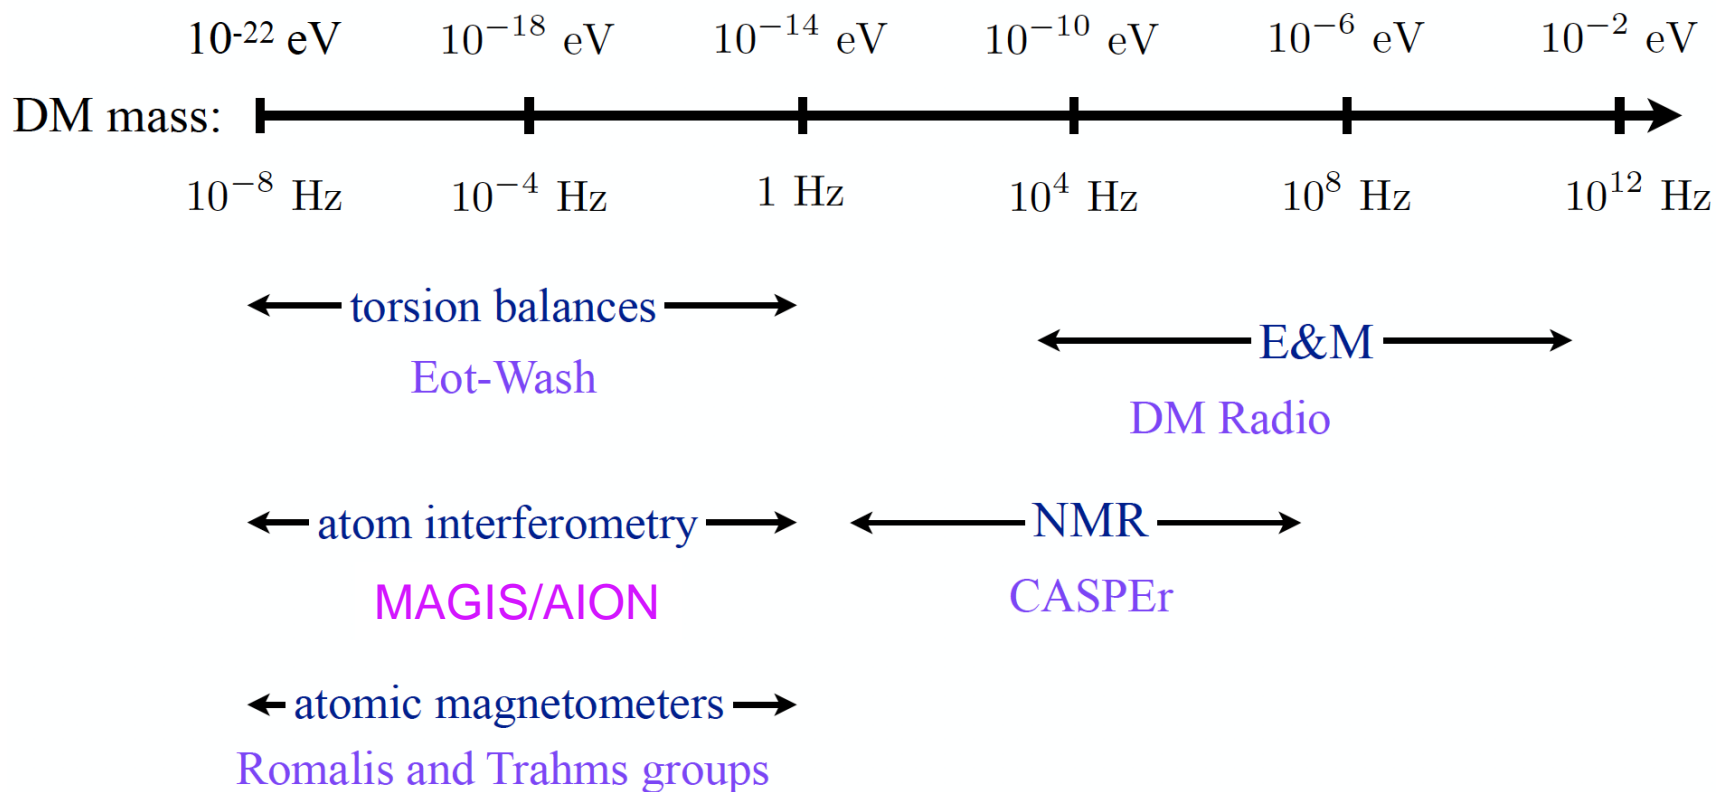 10⁻²² eV 10⁻¹⁸ eV 10⁻¹⁴ eV 10⁻¹⁰ eV 10⁻⁶ eV 10⁻² eV
DM mass:
10⁻⁸ Hz 10⁻⁴ Hz 1 Hz 10⁴ Hz 10⁸ Hz 10¹² Hz
torsion balances
Eot-Wash
E&M
DM Radio
atom interferometry
MAGIS/AION
NMR
CASPEr
atomic magnetometers
Romalis and Trahms groups